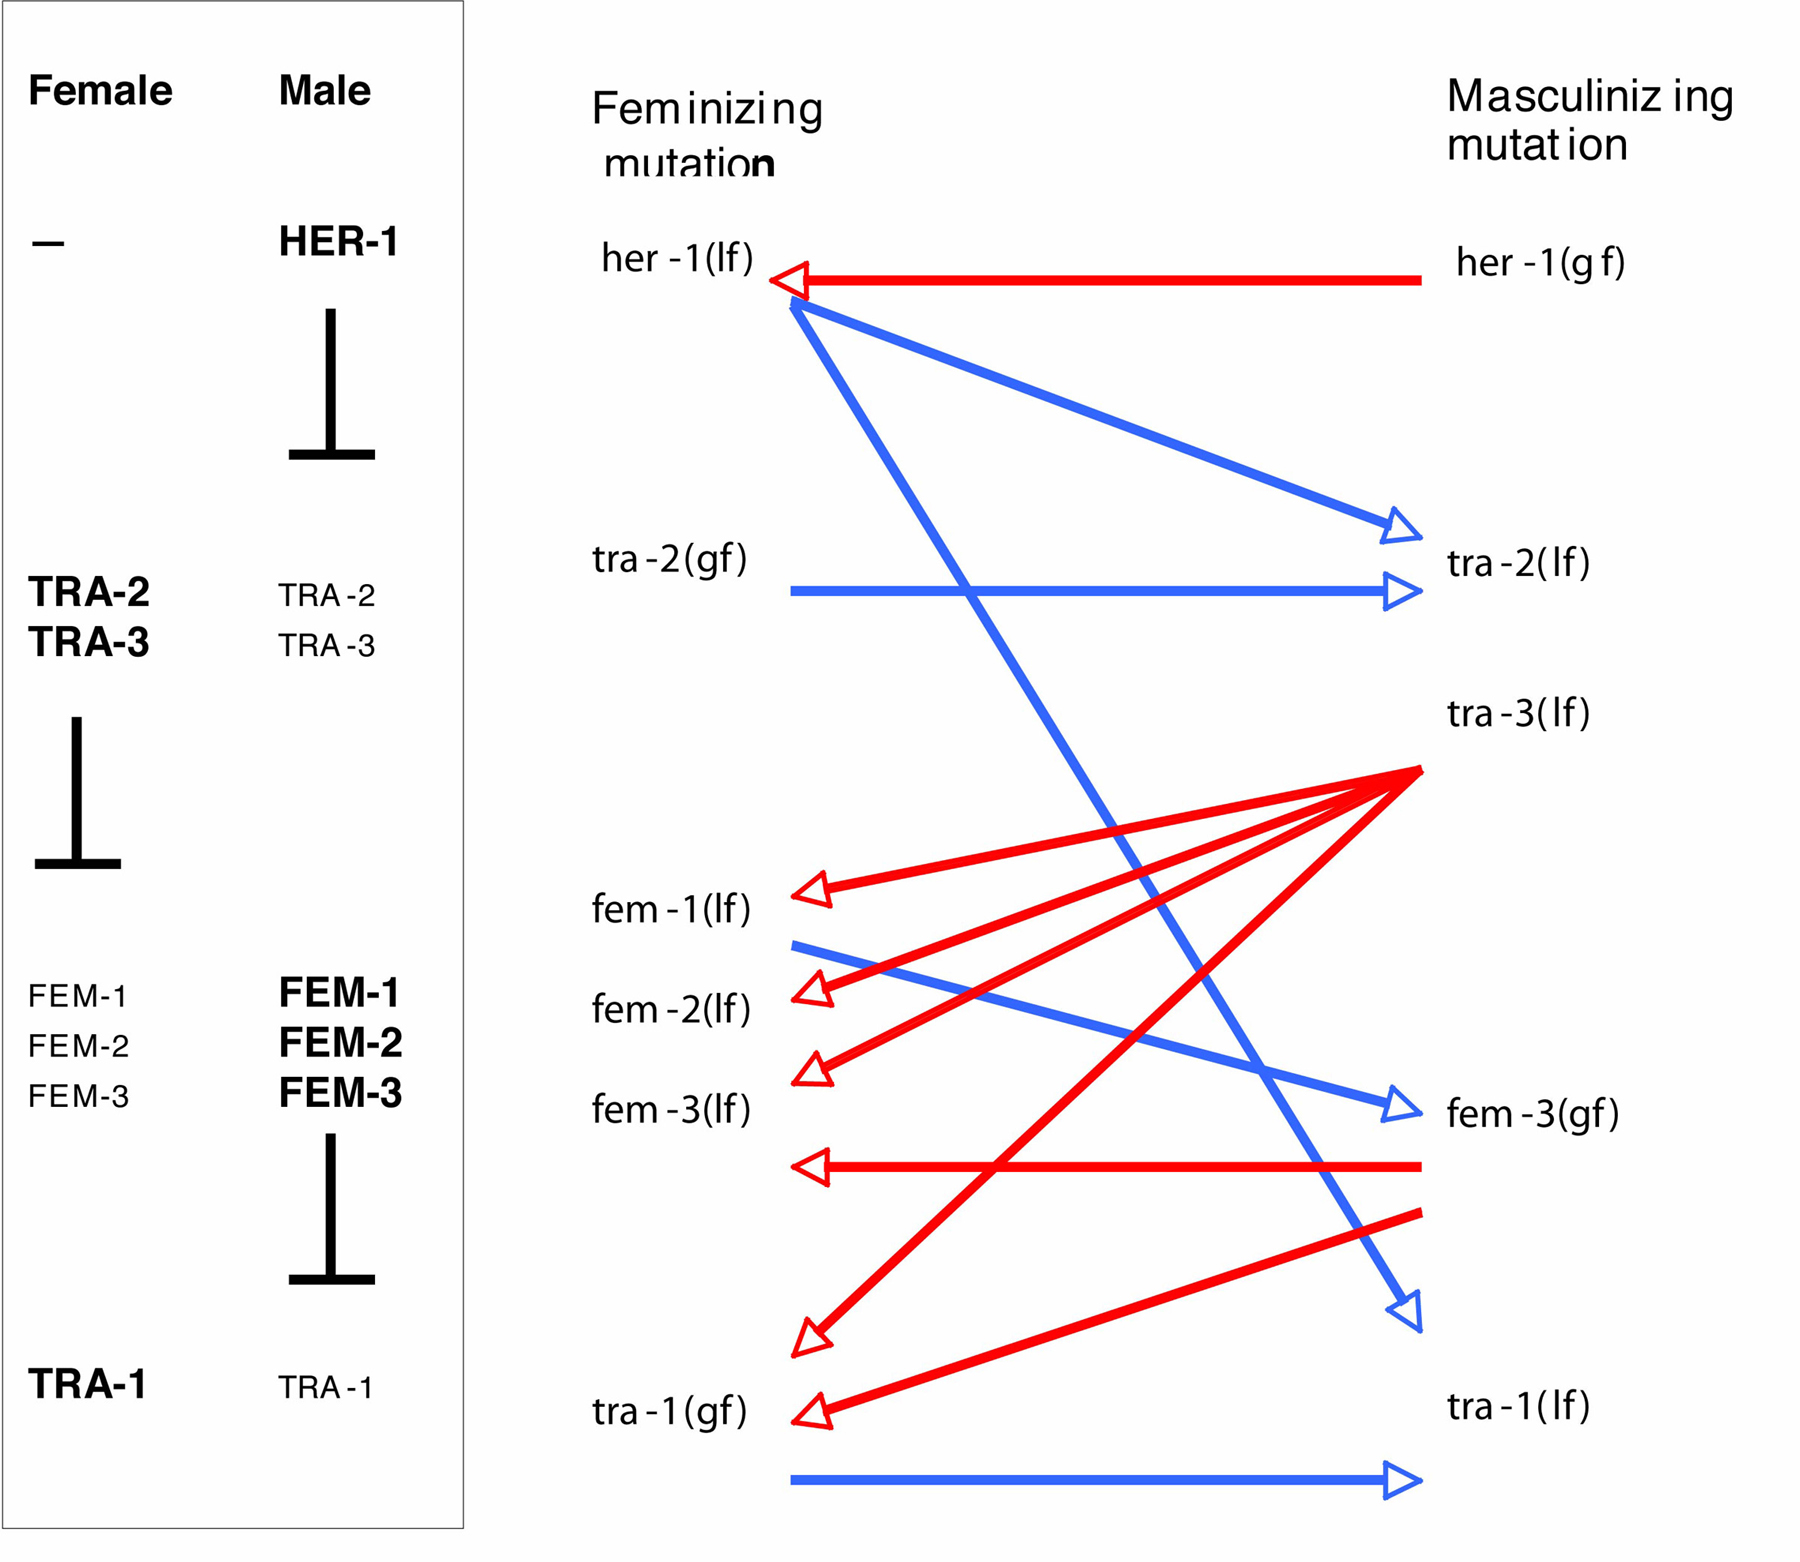 Female Male
– HER-1
TRA-2 TRA-2
TRA-3 TRA-3
FEM-1 FEM-1
FEM-2 FEM-2
FEM-3 FEM-3
TRA-1 TRA-1
Feminizing
mutation
Masculinizing
mutation
her-1(lf) her-1(gf)
tra-2(gf) tra-2(lf)
tra-3(lf)
fem-1(lf)
fem-2(lf)
fem-3(lf) fem-3(gf)
tra-1(gf) tra-1(lf)